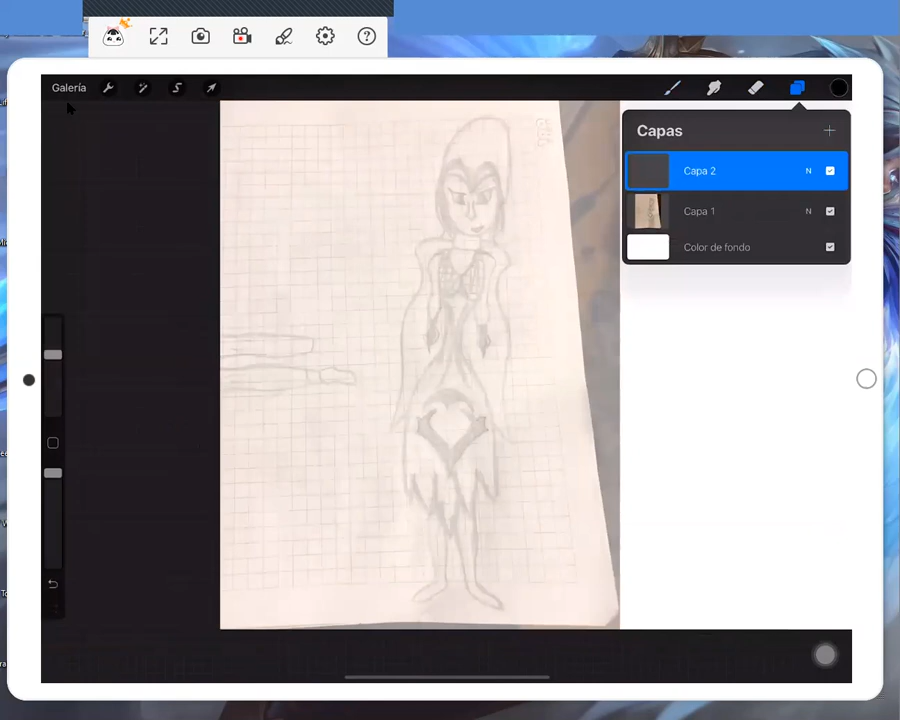 Galería
Capas
Capa 2
N
Capa 1
N
Color de fondo